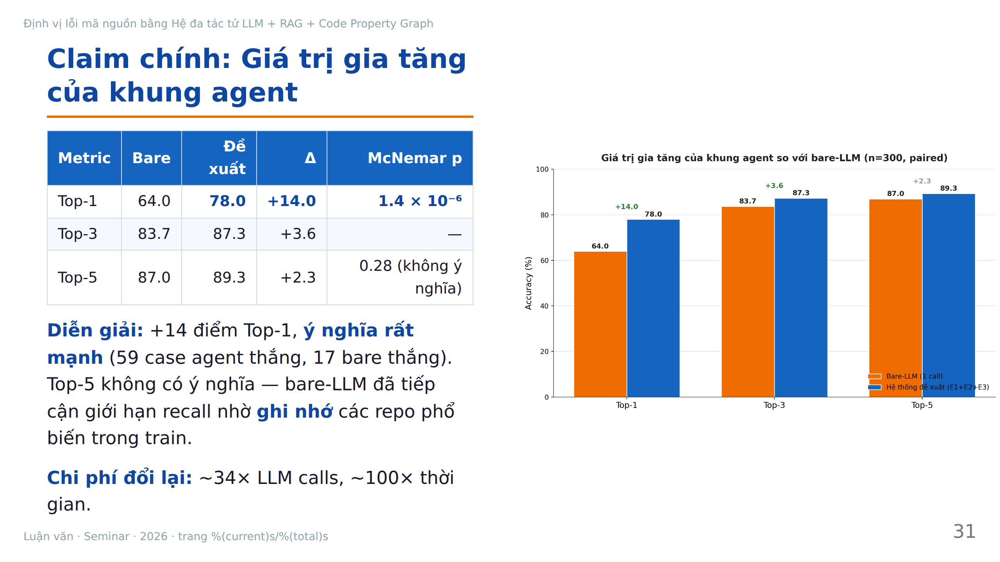 Định vị lỗi mã nguồn bằng Hệ đa tác tử LLM + RAG + Code Property Graph
Claim chính: Giá trị gia tăng
của khung agent
Metric Bare Đề xuất Δ McNemar p
Top-1 64.0 78.0 +14.0 1.4 × 10⁻⁶
Top-3 83.7 87.3 +3.6 —
Top-5 87.0 89.3 +2.3 0.28 (không ý nghĩa)
Diễn giải: +14 điểm Top-1, ý nghĩa rất
mạnh (59 case agent thắng, 17 bare thắng).
Top-5 không có ý nghĩa — bare-LLM đã tiếp
cận giới hạn recall nhờ ghi nhớ các repo phổ
biến trong train.
Chi phí đổi lại: ~34× LLM calls, ~100× thời
gian.
Giá trị gia tăng của khung agent so với bare-LLM (n=300, paired)
Accuracy (%)
100
80
60
40
20
0
+14.0
64.0
78.0
+3.6
83.7
87.3
+2.3
87.0
89.3
Bare-LLM (1 call)
Hệ thống đề xuất (E1+E2+E3)
Top-1 Top-3 Top-5
Luận văn · Seminar · 2026 · trang %(current)s/%(total)s
31